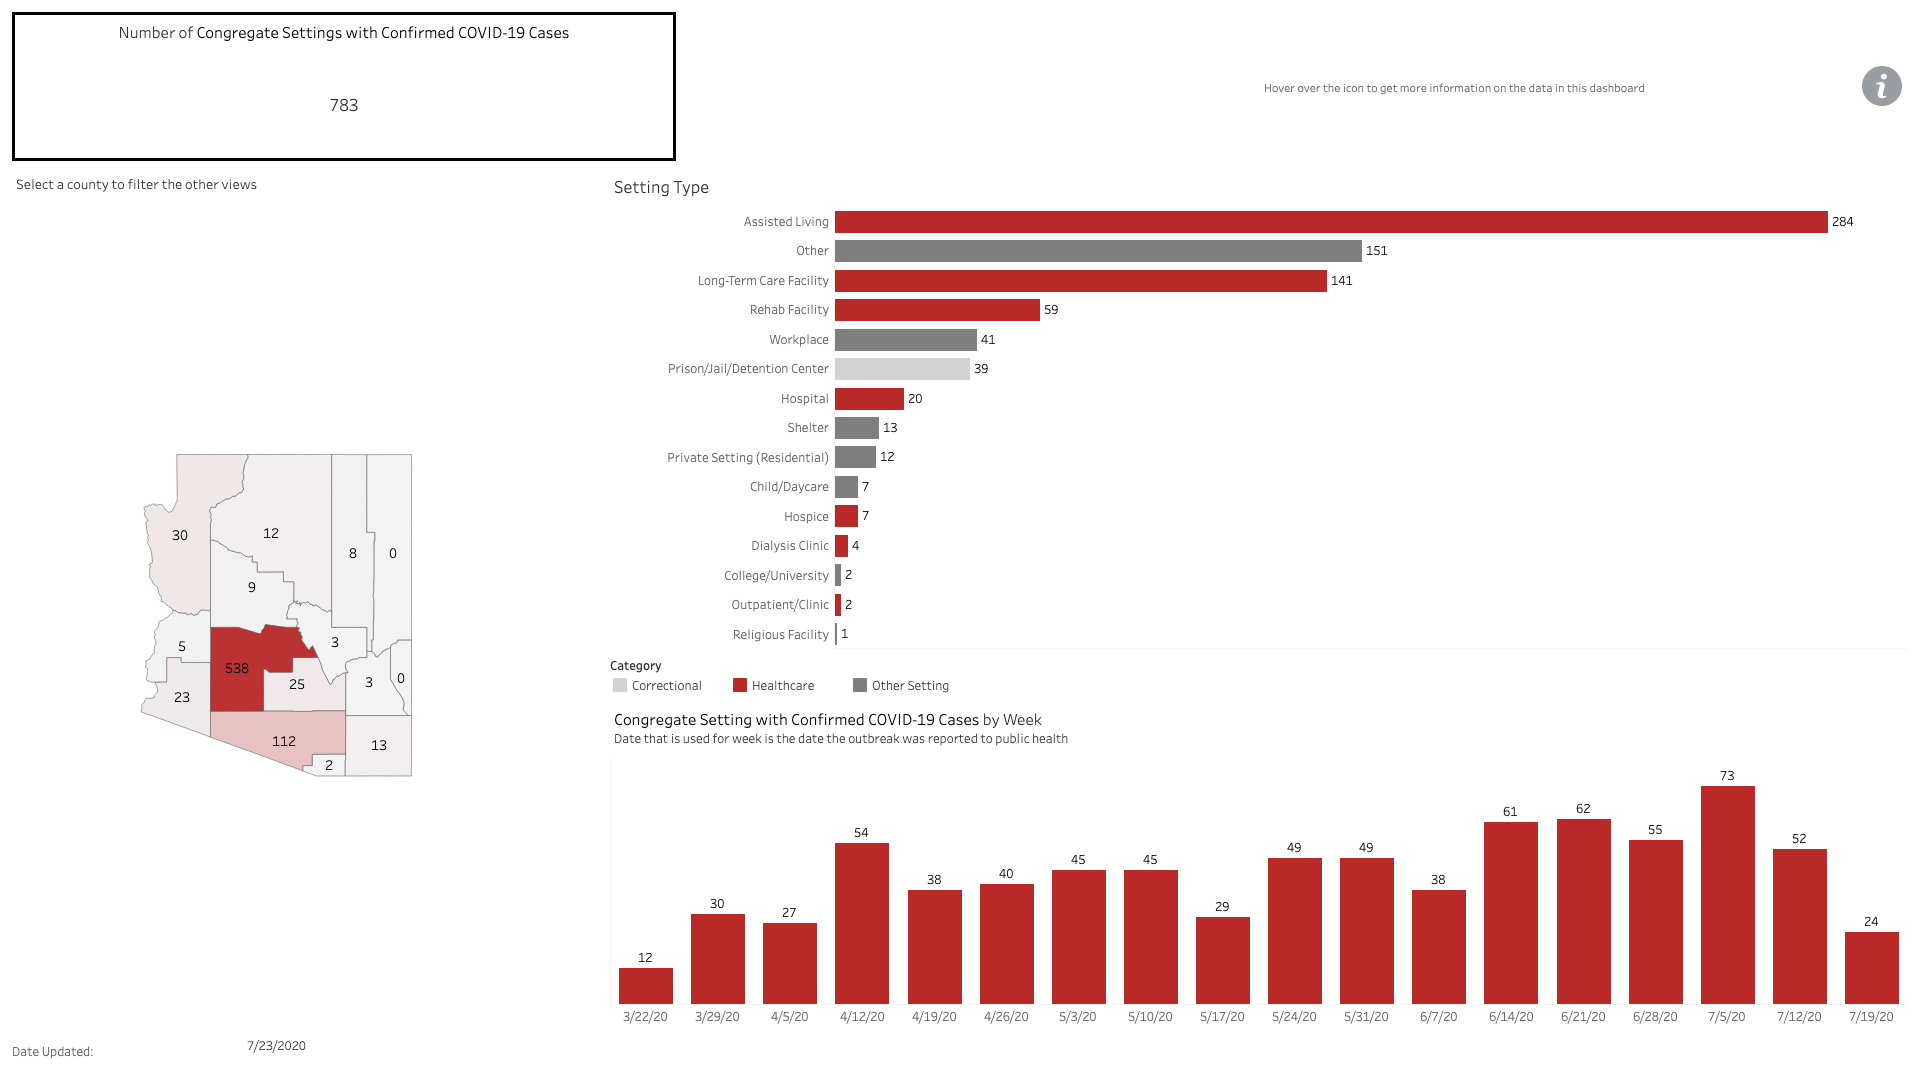 Number of Congregate Settings with Confirmed COVID-19 Cases
783
Hover over the icon to get more information on the data in this dashboard
i
Select a county to filter the other views
30
12
8
0
9
5
3
538
25
3
0
23
112
13
2
Setting Type
Assisted Living 284
Other 151
Long-Term Care Facility 141
Rehab Facility 59
Workplace 41
Prison/Jail/Detention Center 39
Hospital 20
Shelter 13
Private Setting (Residential) 12
Child/Daycare 7
Hospice 7
Dialysis Clinic 4
College/University 2
Outpatient/Clinic 2
Religious Facility 1
Category
Correctional Healthcare Other Setting
Congregate Setting with Confirmed COVID-19 Cases by Week
Date that is used for week is the date the outbreak was reported to public health
12 30 27 54 38 40 45 45 29 49 49 38 61 62 55 73 52 24
3/22/20 3/29/20 4/5/20 4/12/20 4/19/20 4/26/20 5/3/20 5/10/20 5/17/20 5/24/20 5/31/20 6/7/20 6/14/20 6/21/20 6/28/20 7/5/20 7/12/20 7/19/20
Date Updated: 7/23/2020